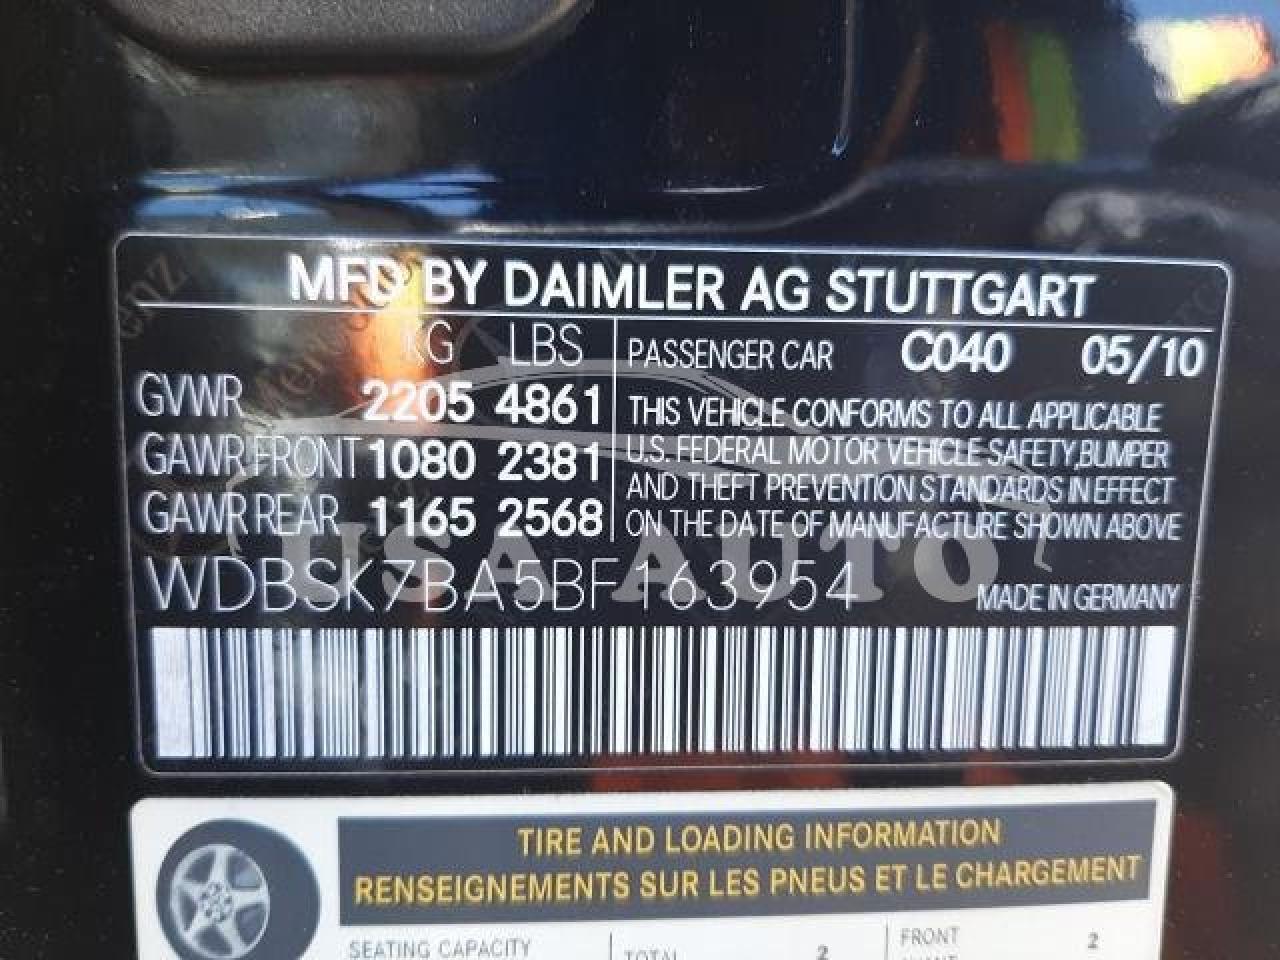 MFD BY DAIMLER AG STUTTGART
KG LBS
GVWR 2205 4861
GAWR FRONT 1080 2381
GAWR REAR 1165 2568
PASSENGER CAR C040 05/10
THIS VEHICLE CONFORMS TO ALL APPLICABLE
U.S. FEDERAL MOTOR VEHICLE SAFETY,BUMPER
AND THEFT PREVENTION STANDARDS IN EFFECT
ON THE DATE OF MANUFACTURE SHOWN ABOVE
USA AUTO
WDBSK7BA5BF163954 MADE IN GERMANY
TIRE AND LOADING INFORMATION
RENSEIGNEMENTS SUR LES PNEUS ET LE CHARGEMENT
SEATING CAPACITY
TOTAL 2
FRONT 2